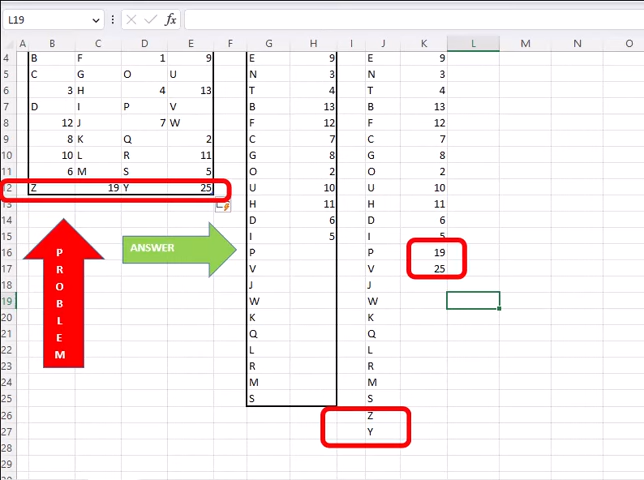 L19 fx
A B C D E F G H I J K L M N O
4 B F 1 9 E 9 E 9
5 C G O U N 3 N 3
6 3 H 4 13 T 4 T 4
7 D I P V B 13 B 13
8 12 J 7 W F 12 F 12
9 8 K Q 2 C 7 C 7
10 10 L R 11 G 8 G 8
11 6 M S 5 O 2 O 2
12 Z 19 Y 25 U 10 U 10
13 H 11 H 11
14 D 6 D 6
15 I 5 I 5
16 P P 19
17 V V 25
18 J J
19 W W
20 K K
21 Q Q
22 L L
23 R R
24 M M
25 S S
26 Z
27 Y
28
29
PROBLEM
ANSWER